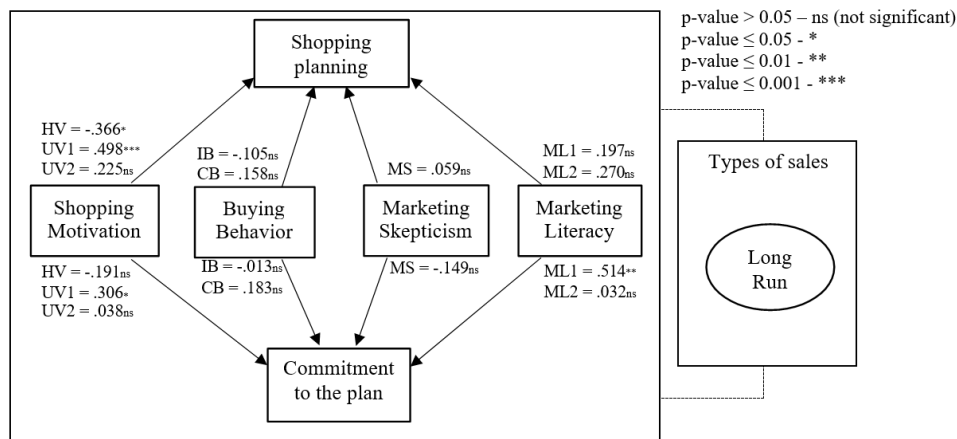 p-value > 0.05 – ns (not significant)
p-value ≤ 0.05 - *
p-value ≤ 0.01 - **
p-value ≤ 0.001 - ***
Shopping
planning
HV = -.366*
UV1 = .498***
UV2 = .225ns
IB = -.105ns
CB = .158ns
MS = .059ns
ML1 = .197ns
ML2 = .270ns
Shopping
Motivation
Buying
Behavior
Marketing
Skepticism
Marketing
Literacy
HV = -.191ns
UV1 = .306*
UV2 = .038ns
IB = -.013ns
CB = .183ns
MS = -.149ns
ML1 = .514**
ML2 = .032ns
Commitment
to the plan
Types of sales
Long
Run